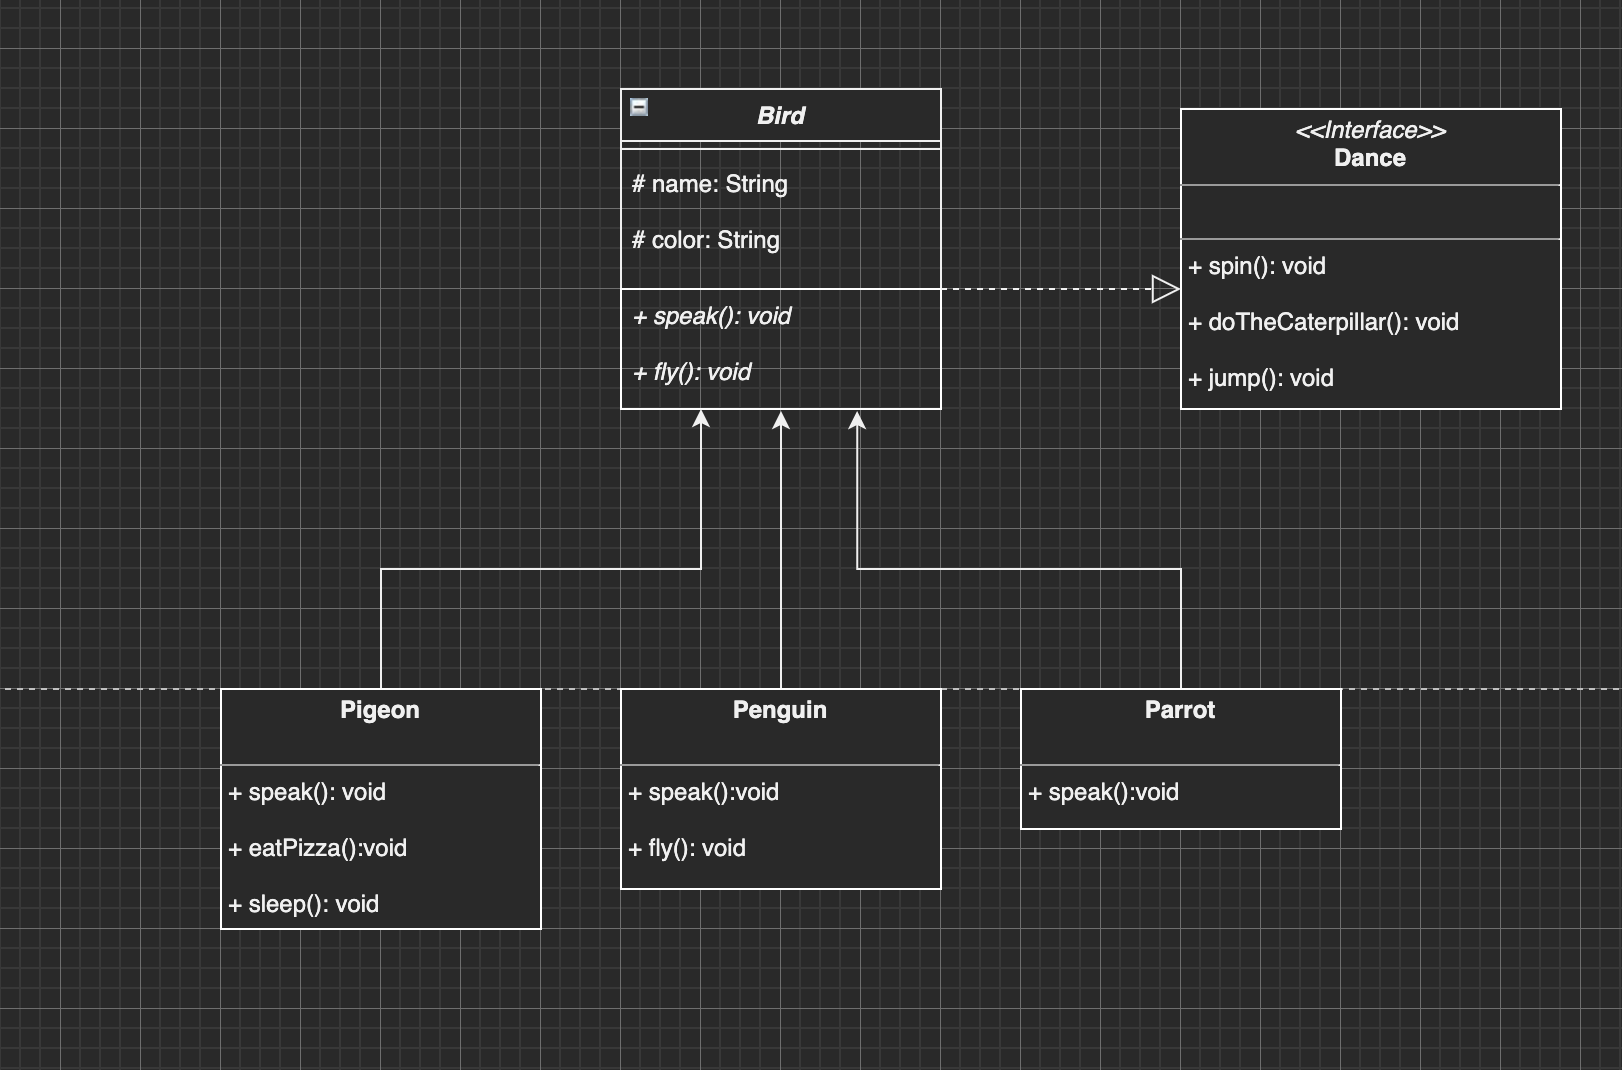 Bird
# name: String
# color: String
+ speak(): void
+ fly(): void
<<Interface>>
Dance
+ spin(): void
+ doTheCaterpillar(): void
+ jump(): void
Pigeon
+ speak(): void
+ eatPizza():void
+ sleep(): void
Penguin
+ speak():void
+ fly(): void
Parrot
+ speak():void